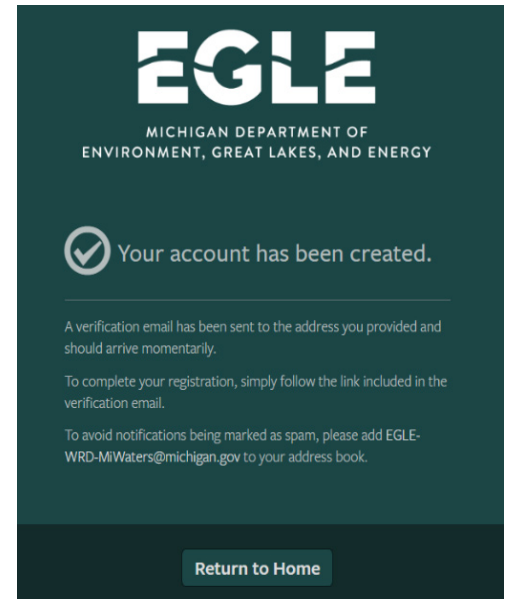 EGLE
MICHIGAN DEPARTMENT OF
ENVIRONMENT, GREAT LAKES, AND ENERGY
Your account has been created.
A verification email has been sent to the address you provided and
should arrive momentarily.
To complete your registration, simply follow the link included in the
verification email.
To avoid notifications being marked as spam, please add EGLE-
WRD-MiWaters@michigan.gov to your address book.
Return to Home